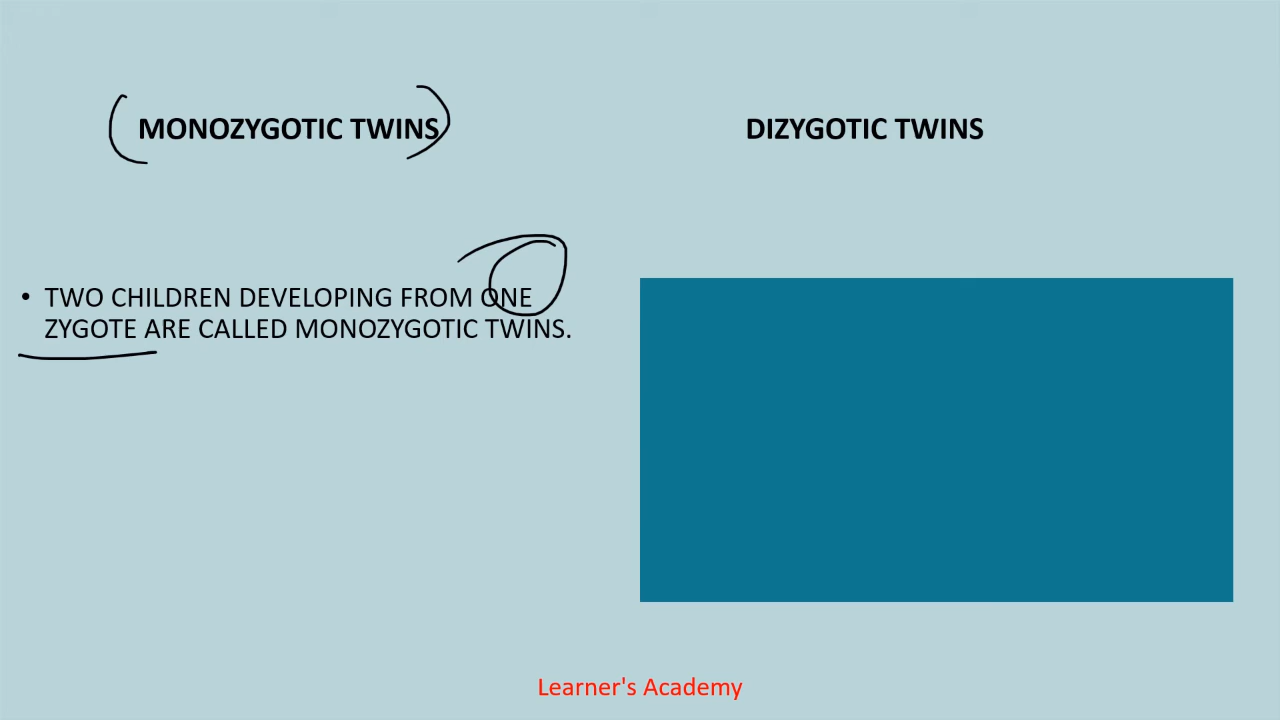 MONOZYGOTIC TWINS
DIZYGOTIC TWINS
• TWO CHILDREN DEVELOPING FROM ONE
ZYGOTE ARE CALLED MONOZYGOTIC TWINS.
Learner's Academy